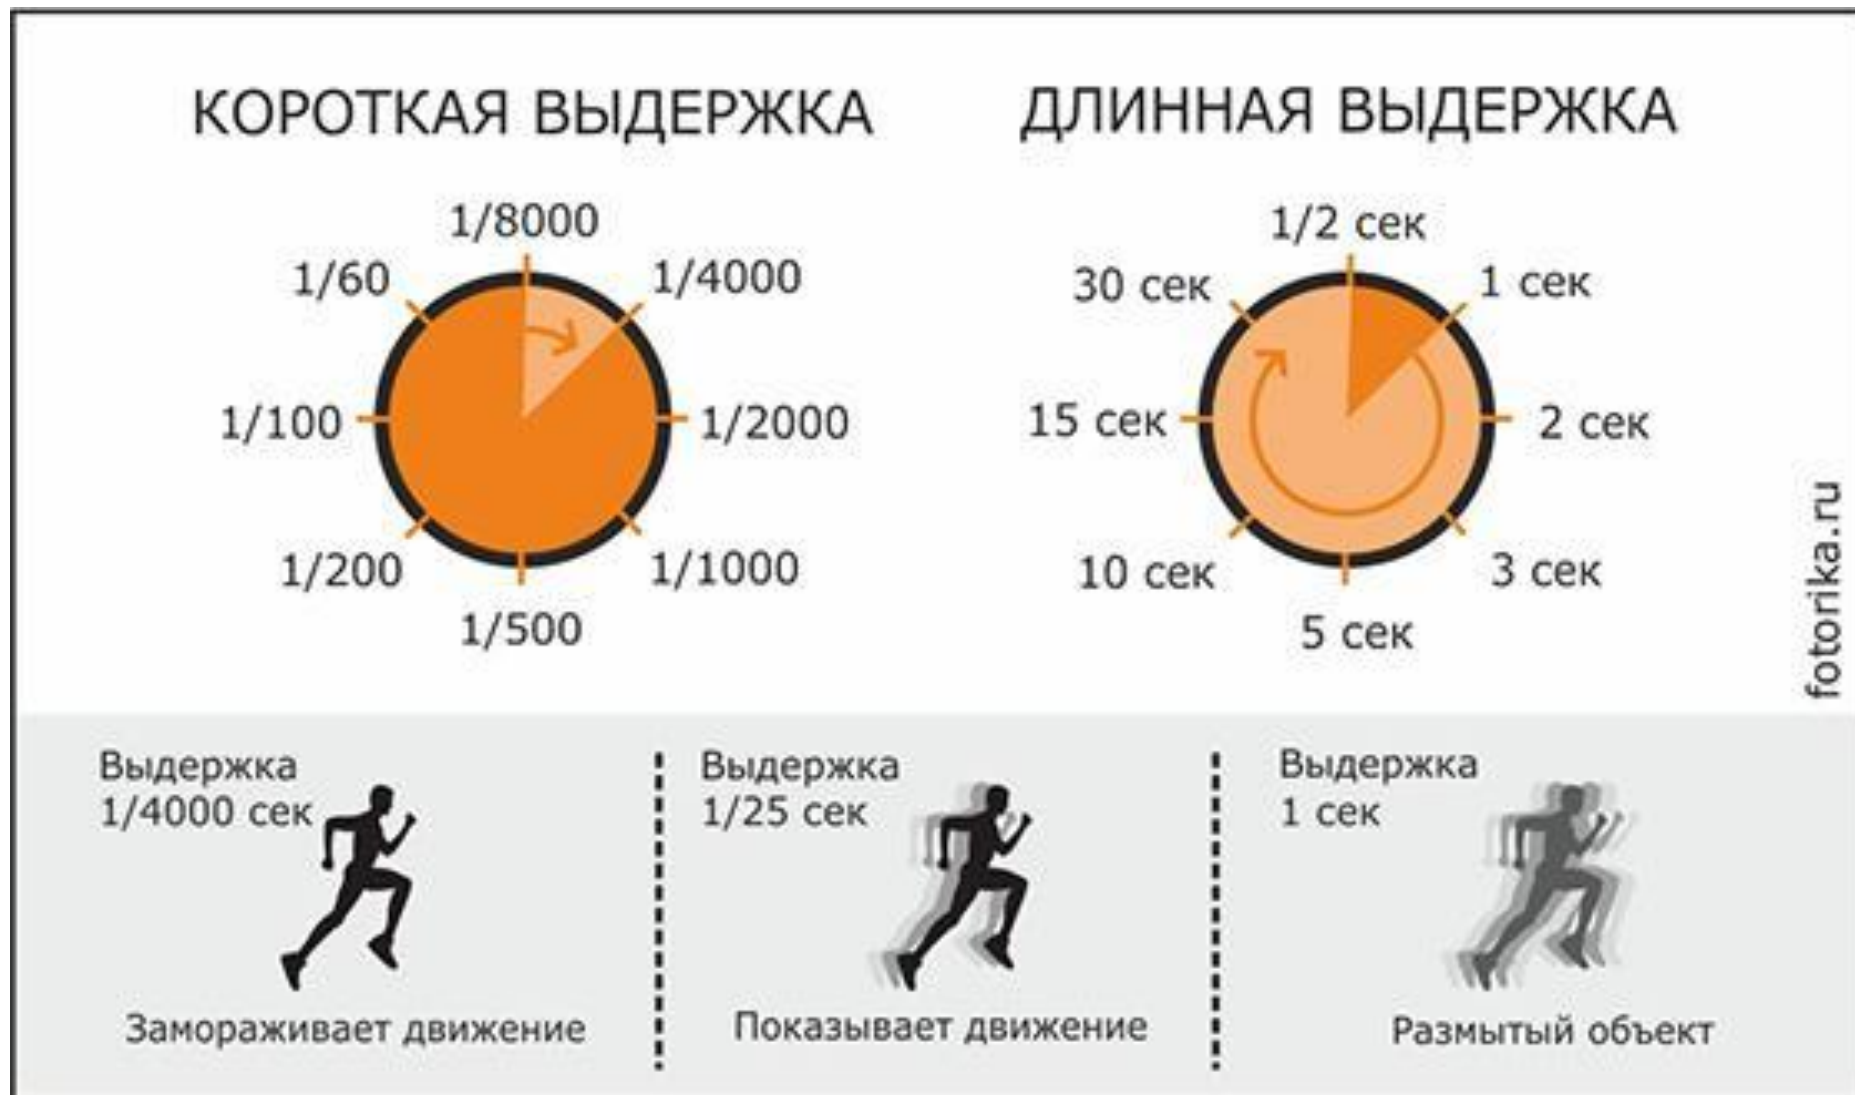 КОРОТКАЯ ВЫДЕРЖКА
1/8000
1/4000
1/2000
1/1000
1/500
1/200
1/100
1/60
ДЛИННАЯ ВЫДЕРЖКА
1/2 сек
1 сек
2 сек
3 сек
5 сек
10 сек
15 сек
30 сек
fotorika.ru
Выдержка
1/4000 сек
Замораживает движение
Выдержка
1/25 сек
Показывает движение
Выдержка
1 сек
Размытый объект